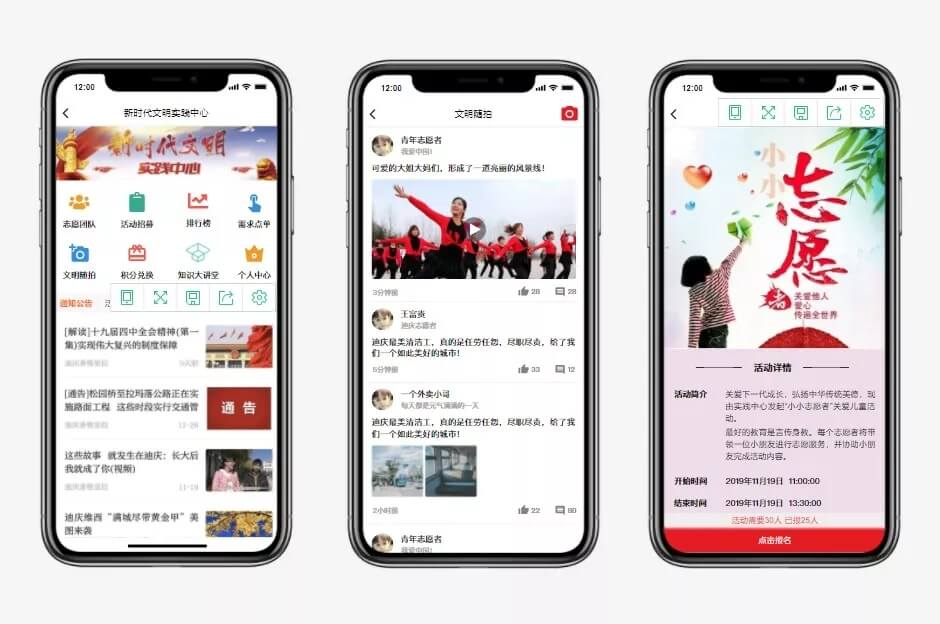 12:00
新时代文明实践中心
新时代文明
实践中心
志愿团队 活动招募 排行榜 需求点单
文明随拍 积分兑换 知识大讲堂 个人中心
通知公告
[解读]十九届四中全会精神(第一
集)实现伟大复兴的制度保障
[通告]松园桥至拉玛落公路正在实
施路面工程 这些时段实行交通管
12-26
通 告
这些故事 就发生在迪庆：长大后
我就成了你(视频)
11-19
迪庆维西“满城尽带黄金甲”美
图来袭
12:00
文明随拍
青年志愿者
我爱中国!
可爱的大姐大妈们，形成了一道亮丽的风景线！
3分钟前 28 28
王富贵
迪庆志愿者
迪庆最美清洁工，真的是任劳任怨，尽职尽责，给了我
们一个如此美好的城市！
5分钟前 33 12
一个外卖小哥
每天都是元气满满的一天
迪庆最美清洁工，真的是任劳任怨，尽职尽责，给了我
们一个如此美好的城市！
2小时前 22 80
青年志愿者
我爱中国!
12:00
小小
志愿者
关爱他人
爱心
传遍全世界
活动详情
活动简介 关爱下一代成长，弘扬中华传统美德，现
由实践中心发起“小小志愿者”关爱儿童活
动。
最好的教育是言传身教。每个志愿者将带
领一位小朋友进行志愿服务，并协助小朋
友完成活动内容。
开始时间 2019年11月19日 11:00:00
结束时间 2019年11月19日 13:30:00
活动需要30人 已报25人
点击报名